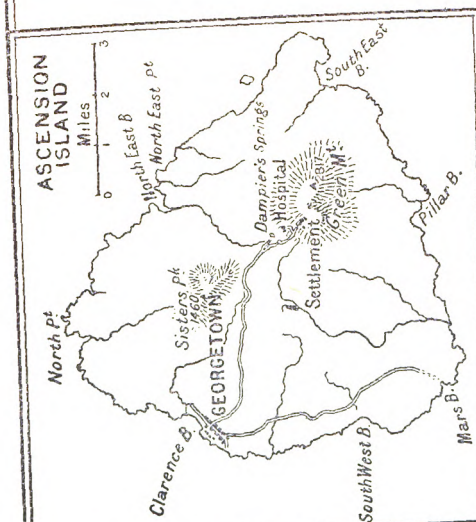 ASCENSION
ISLAND
Miles
0 1 2 3
North Pt.
North East B
North East Pt
South East
B.
Sisters Pk
1460
Dampier's Springs
Hospital
Clarence B.
GEORGETOWN
Settlement
Green Mt.
South West B.
Pillar B.
Mars B.